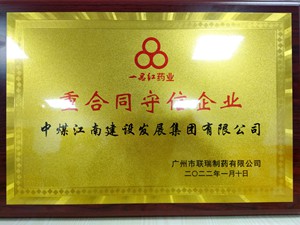 一名红药业
重合同守信企业
中煤江南建设发展集团有限公司
广州市联瑞制药有限公司
二〇二二年一月十日